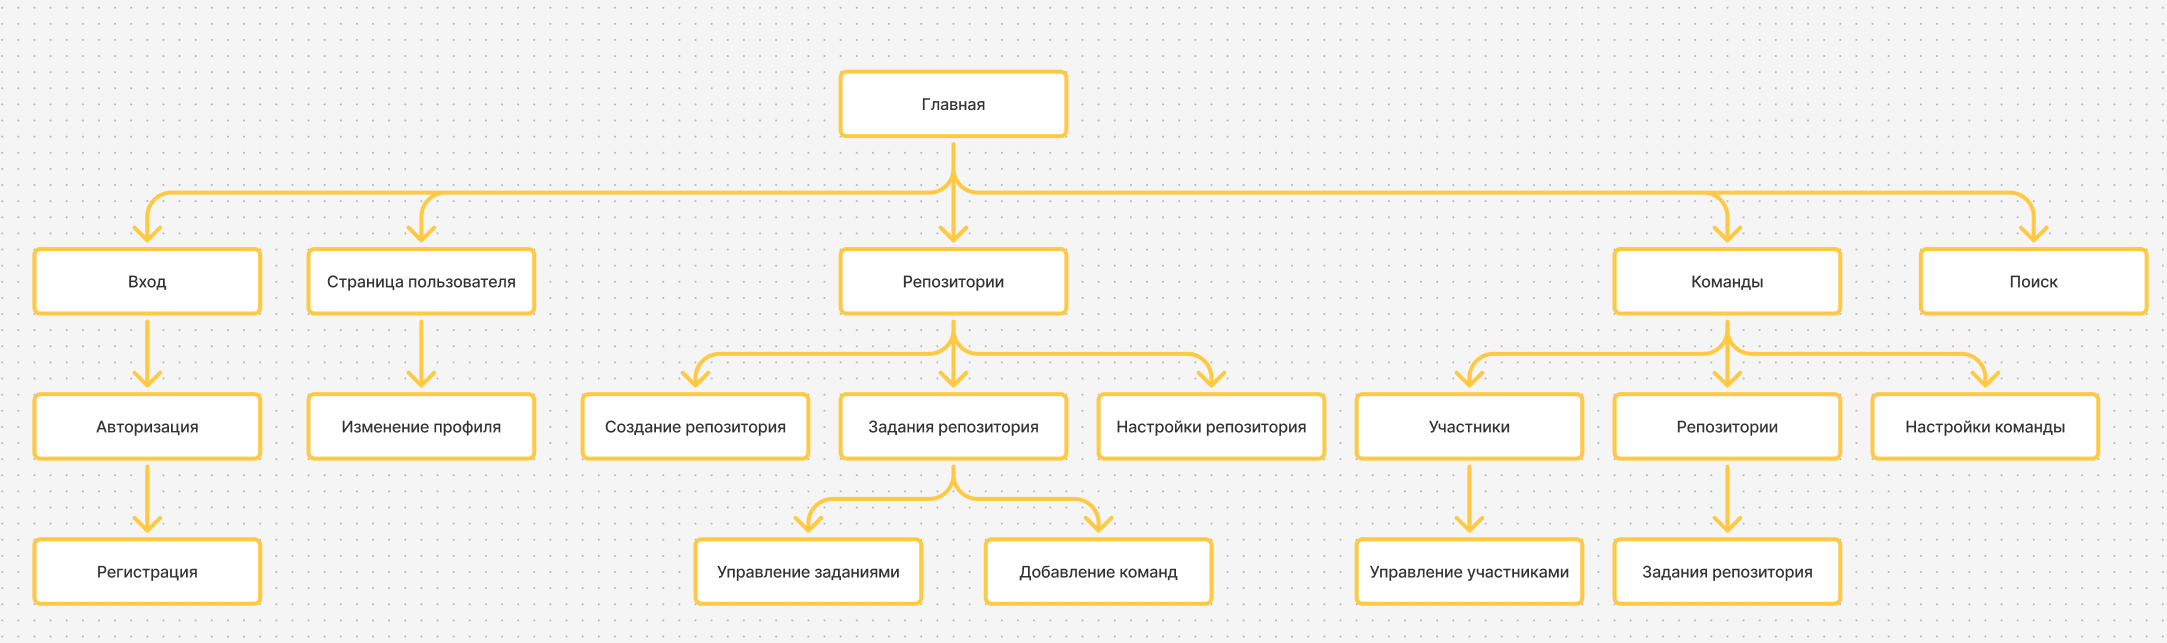 Главная
Вход
Страница пользователя
Репозитории
Команды
Поиск
Авторизация
Изменение профиля
Создание репозитория
Задания репозитория
Настройки репозитория
Участники
Репозитории
Настройки команды
Регистрация
Управление заданиями
Добавление команд
Управление участниками
Задания репозитория